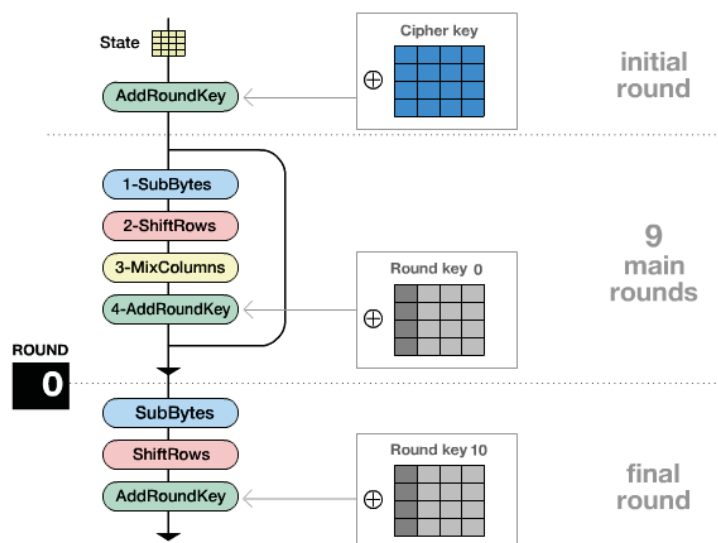 State
Cipher key
initial
round
AddRoundKey
1-SubBytes
2-ShiftRows
3-MixColumns
4-AddRoundKey
Round key 0
9
main
rounds
ROUND
0
SubBytes
ShiftRows
AddRoundKey
Round key 10
final
round